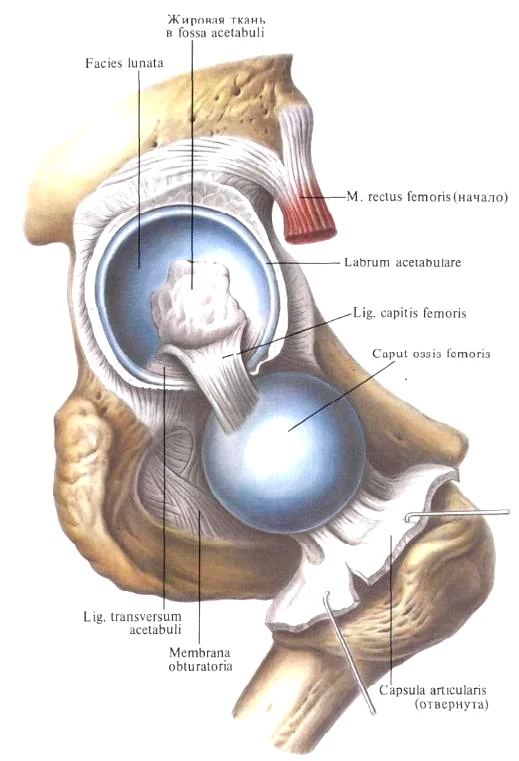 Жировая ткань
в fossa acetabuli
Facies lunata
M. rectus femoris (начало)
Labrum acetabulare
Lig. capitis femoris
Caput ossis femoris
Lig. transversum
acetabuli
Membrana
obturatoria
Capsula articularis
(отвернута)